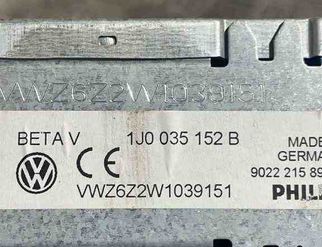 VWZ6Z2W1039151
BETA V 1J0 035 152 B MADE
GERMA
9022 215 89
VWZ6Z2W1039151 PHILI